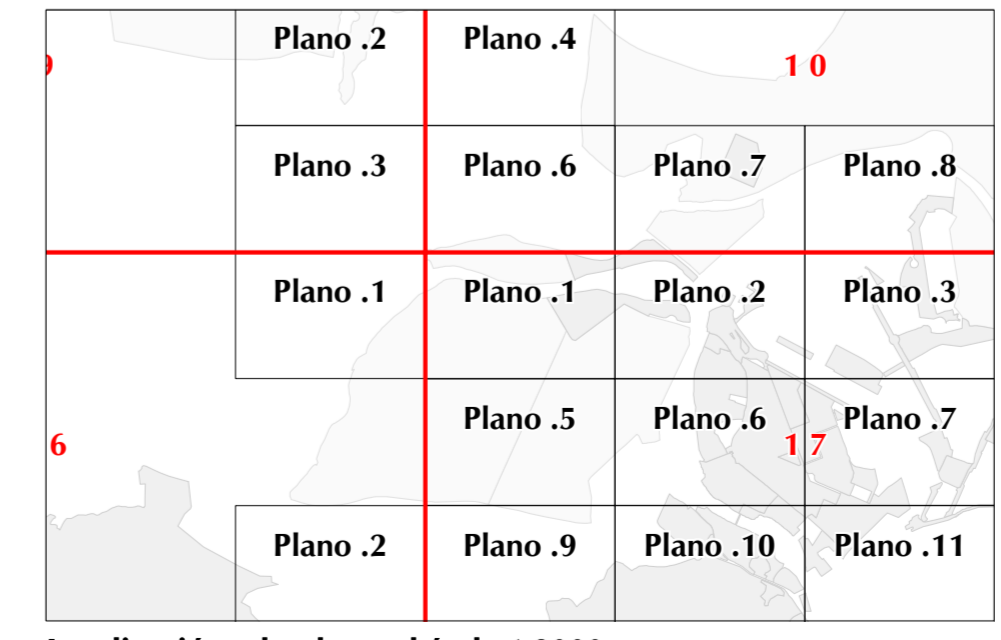 Plano .2 Plano .4
10
Plano .3 Plano .6 Plano .7 Plano .8
Plano .1 Plano .1 Plano .2 Plano .3
Plano .5 Plano .6 Plano .7
6 17
Plano .2 Plano .9 Plano .10 Plano .11